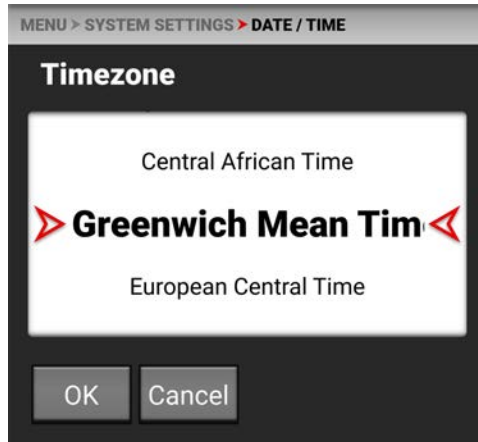 MENU > SYSTEM SETTINGS > DATE / TIME
Timezone
Central African Time
Greenwich Mean Tim
European Central Time
OK Cancel